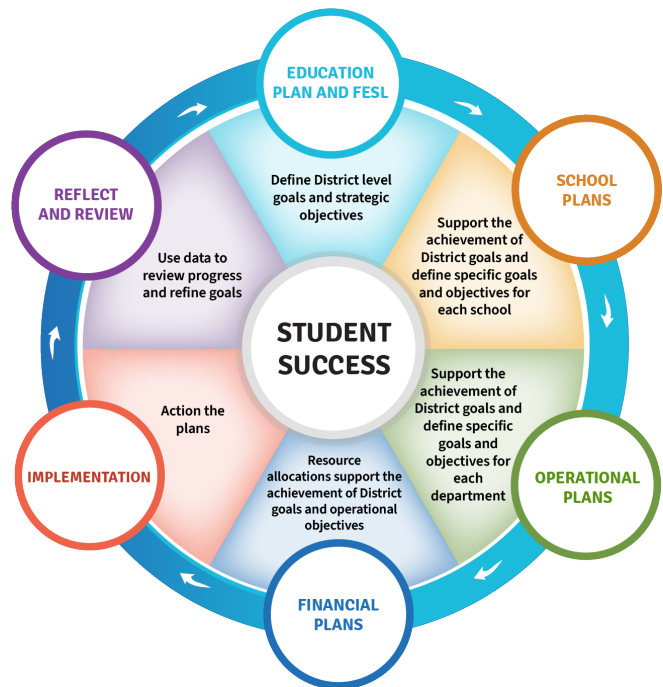 EDUCATION
PLAN AND FESL
Define District level
goals and strategic
objectives
SCHOOL
PLANS
Support the
achievement of
District goals and
define specific goals
and objectives for
each school
OPERATIONAL
PLANS
Support the
achievement of
District goals and
define specific
goals and
objectives for
each
department
FINANCIAL
PLANS
Resource
allocations support the
achievement of District
goals and operational
objectives
IMPLEMENTATION
Action the
plans
REFLECT
AND REVIEW
Use data to
review progress
and refine goals
STUDENT
SUCCESS